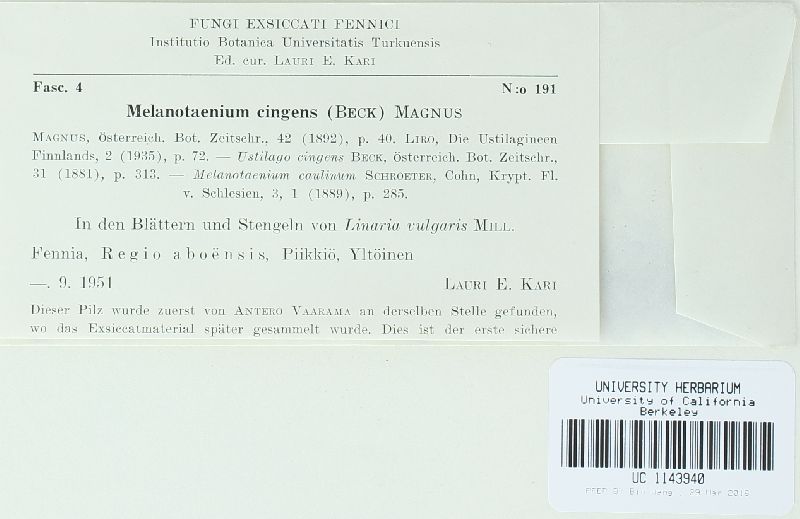 FUNGI EXSICCATI FENNICI
Institutio Botanica Universitatis Turkuensis
Ed. cur. LAURI E. KARI
Fasc. 4 N:o 191
Melanotaenium cingens (BECK) MAGNUS
MAGNUS, österreich. Bot. Zeitschr., 42 (1892), p. 40. LIRO, Die Ustilagineen
Finnlands, 2 (1935), p. 72. — Ustilago cingens BECK, österreich. Bot. Zeitschr.,
31 (1881), p. 313. — Melanotaenium caulinum SCHROETER, Cohn, Krypt. Fl.
v. Schlesien, 3, 1 (1889), p. 285.
In den Blättern und Stengeln von Linaria vulgaris MILL.
Fennia, Regio aboënsis, Piikkiö, Yltöinen
—. 9. 1951 LAURI E. KARI
Dieser Pilz wurde zuerst von ANTERO VAARAMA an derselben Stelle gefunden,
wo das Exsiccatmaterial später gesammelt wurde. Dies ist der erste sichere
UNIVERSITY HERBARIUM
University of California
Berkeley
UC 1143940
29 Mar 2016